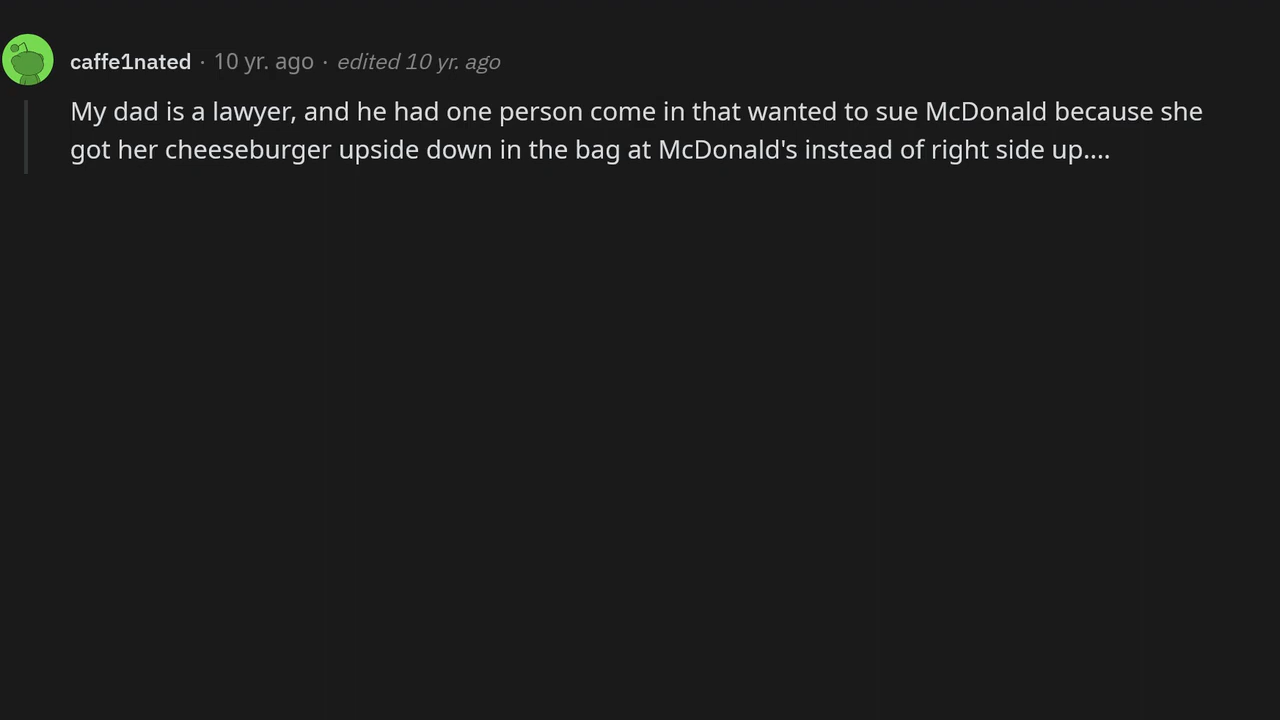 caffe1nated · 10 yr. ago · edited 10 yr. ago
My dad is a lawyer, and he had one person come in that wanted to sue McDonald because she
got her cheeseburger upside down in the bag at McDonald's instead of right side up....